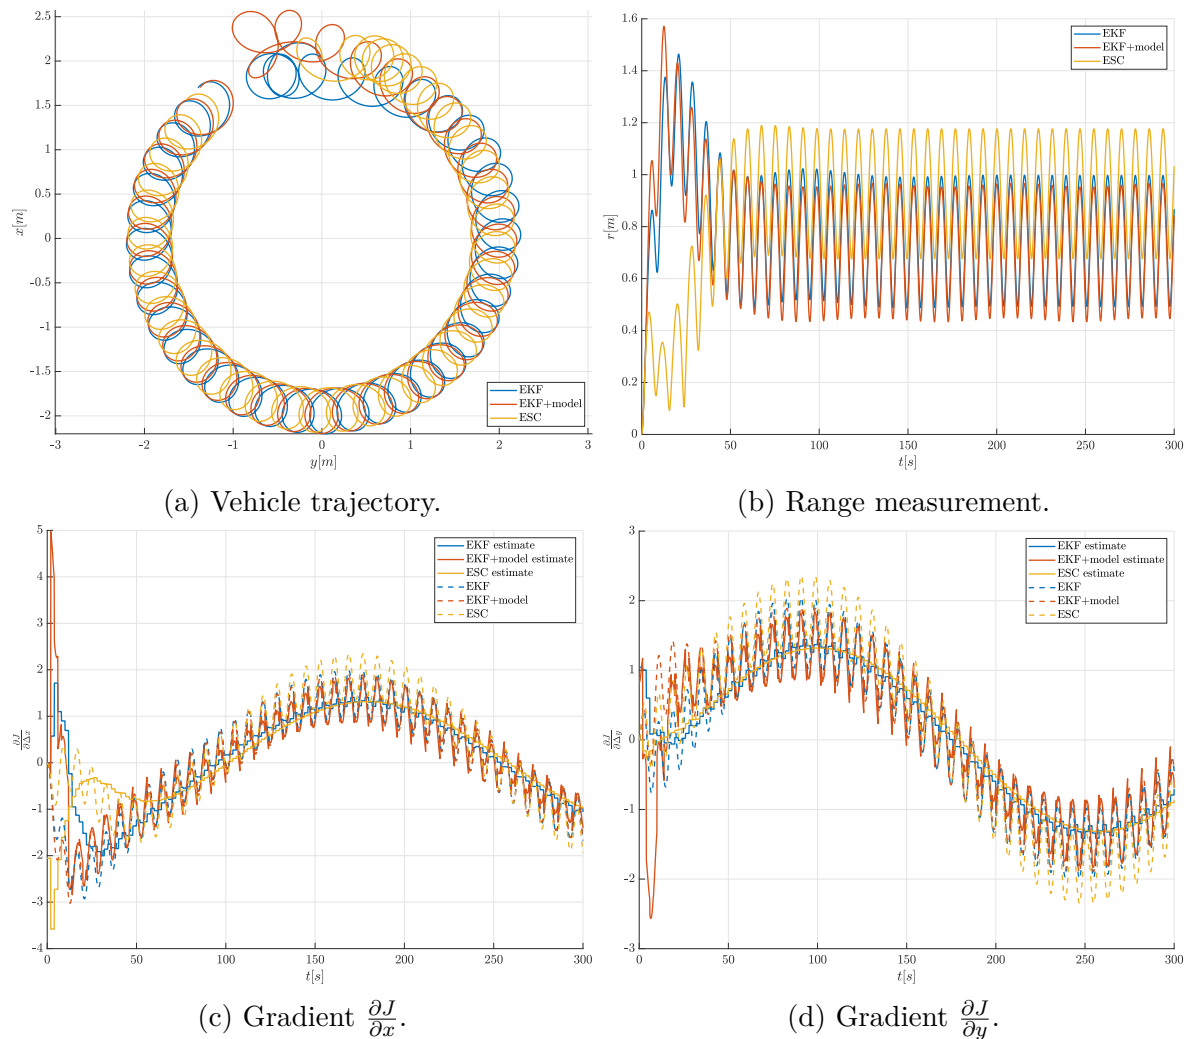 2.5
2
1.5
1
0.5
0
-0.5
-1
-1.5
-2
x[m]
-3 -2 -1 0 1 2 3
y[m]
EKF
EKF+model
ESC
(a) Vehicle trajectory.
1.6
1.4
1.2
1
0.8
0.6
0.4
0.2
0
r[m]
0 50 100 150 200 250 300
t[s]
EKF
EKF+model
ESC
(b) Range measurement.
5
4
3
2
1
0
-1
-2
-3
-4
∂J/∂Δx
0 50 100 150 200 250 300
t[s]
EKF estimate
EKF+model estimate
ESC estimate
EKF
EKF+model
ESC
(c) Gradient ∂J/∂x.
3
2
1
0
-1
-2
-3
∂J/∂Δy
0 50 100 150 200 250 300
t[s]
EKF estimate
EKF+model estimate
ESC estimate
EKF
EKF+model
ESC
(d) Gradient ∂J/∂y.